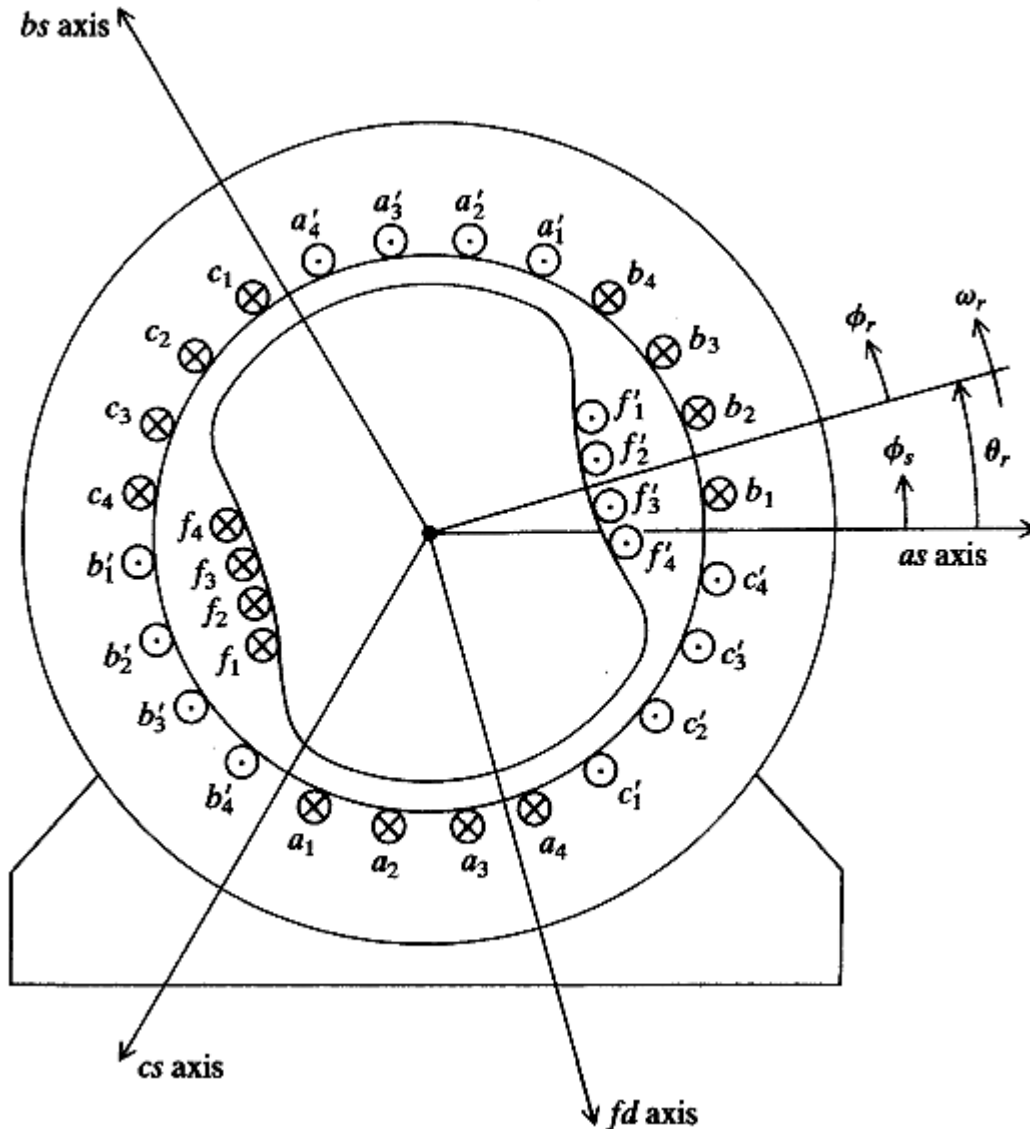 bs axis
a′₄
a′₃
a′₂
a′₁
c₁
b₄
c₂
b₃
ϕᵣ
ωᵣ
c₃
f′₁
b₂
f′₂
ϕₛ
θᵣ
c₄
f₄
f′₃
b₁
f′₄
as axis
b′₁
f₃
c′₄
f₂
b′₂
f₁
c′₃
b′₃
c′₂
b′₄
c′₁
a₁
a₂
a₃
a₄
cs axis
fd axis